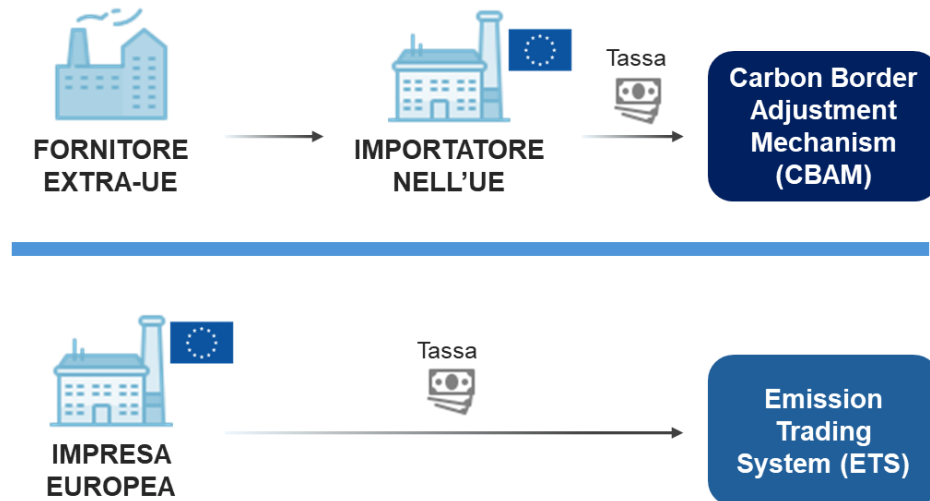 Tassa
Carbon Border
Adjustment
Mechanism
(CBAM)
FORNITORE
EXTRA-UE
IMPORTATORE
NELL'UE
Tassa
Emission
Trading
System (ETS)
IMPRESA
EUROPEA